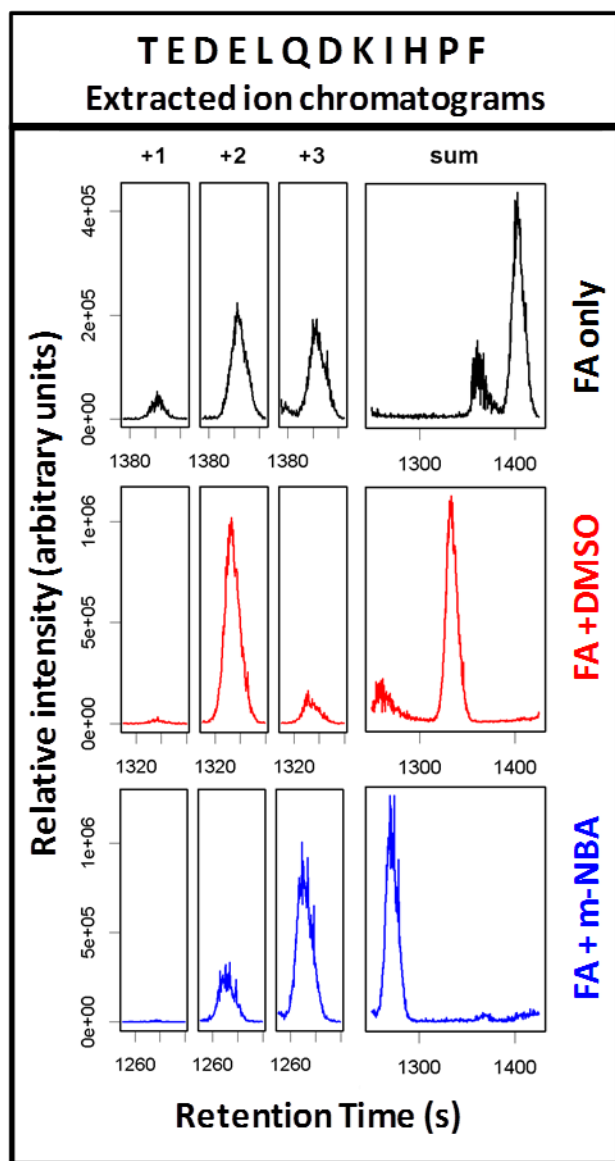 TEDELQDKIHPF
Extracted ion chromatograms
+1 +2 +3 sum
Relative intensity (arbitrary units)
0e+00 2e+05 4e+05
1380 1380 1380 1300 1400
FA only
0e+00 5e+05 1e+06
1320 1320 1320 1300 1400
FA +DMSO
0e+00 5e+05 1e+06
1260 1260 1260 1300 1400
FA + m-NBA
Retention Time (s)